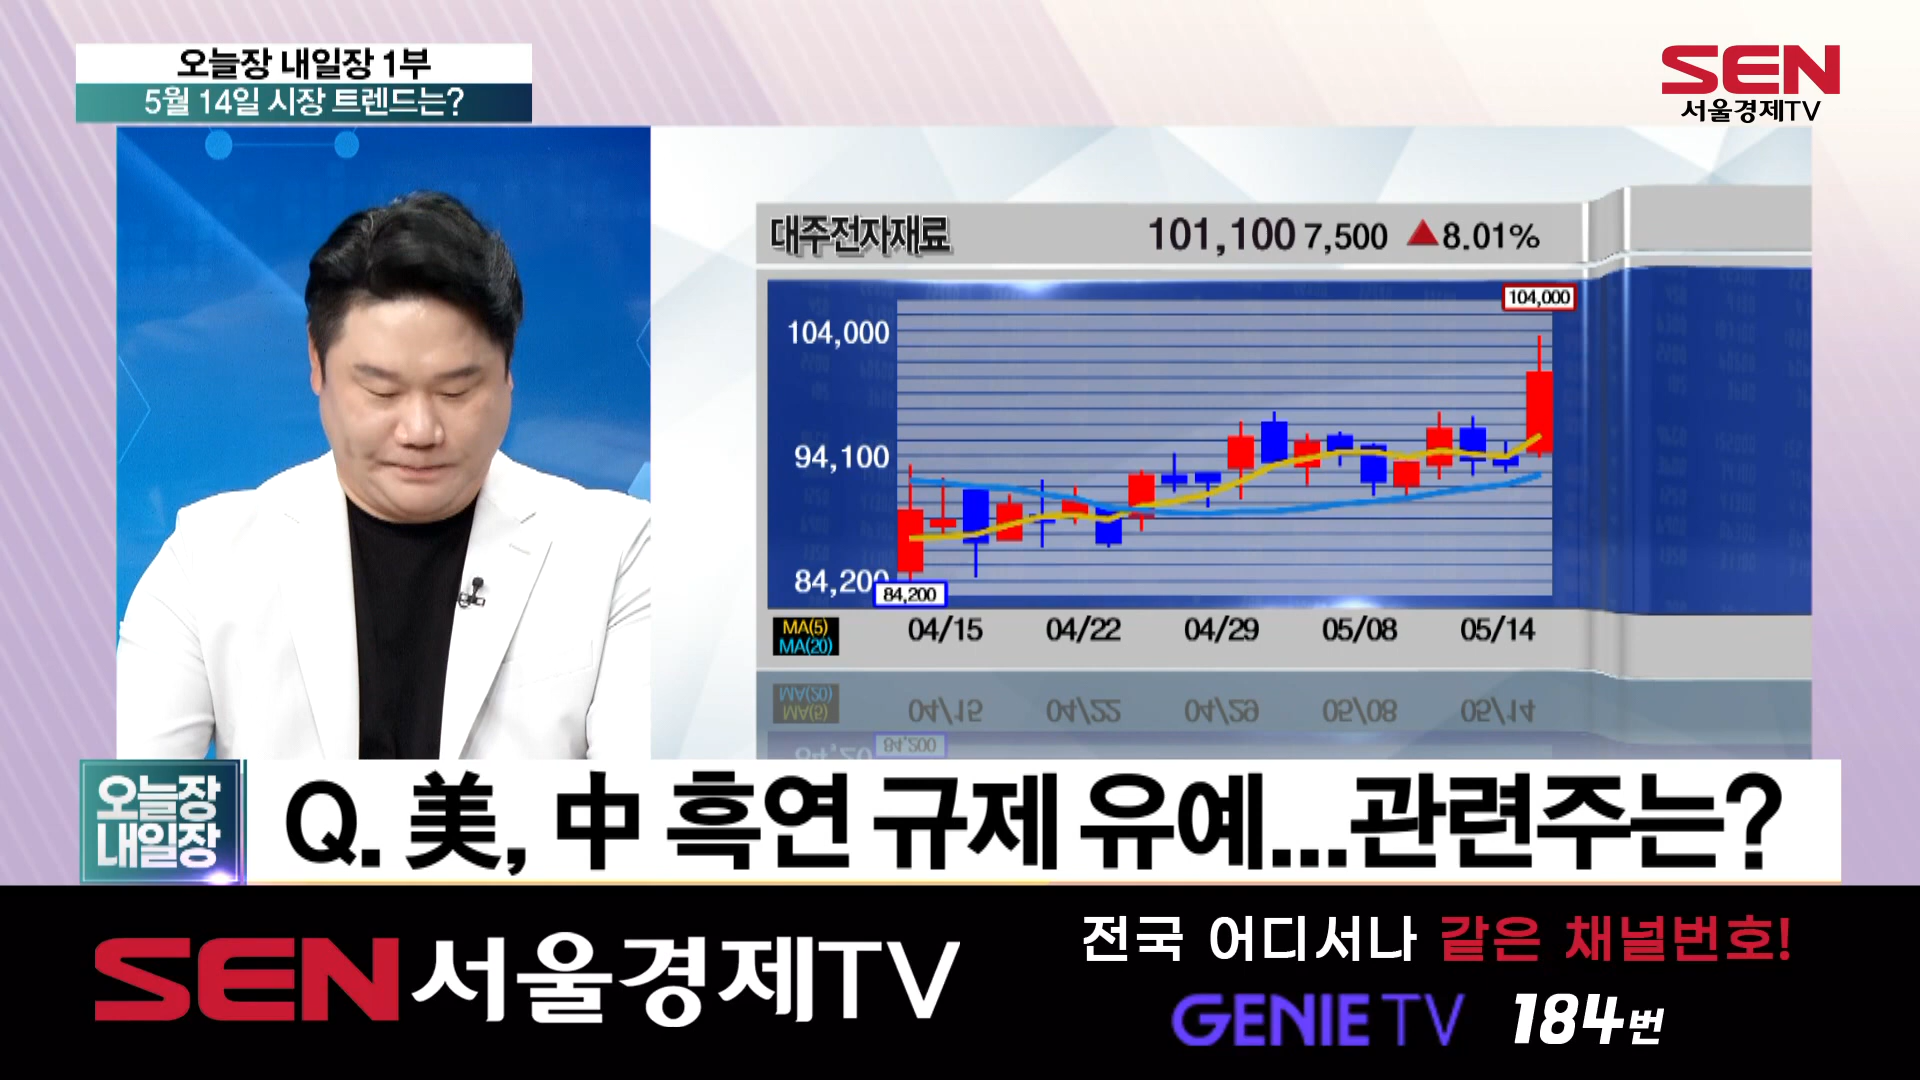 오늘장 내일장 1부
5월 14일 시장 트렌드는?
SEN
서울경제TV
대주전자재료 101,100 7,500 ▲8.01%
104,000
104,000
94,100
84,200
84,200
MA(5)
MA(20)
04/15 04/22 04/29 05/08 05/14
오늘장
내일장
Q. 美, 中 흑연 규제 유예...관련주는?
SEN 서울경제TV
전국 어디서나 같은 채널번호!
GENIE TV 184번